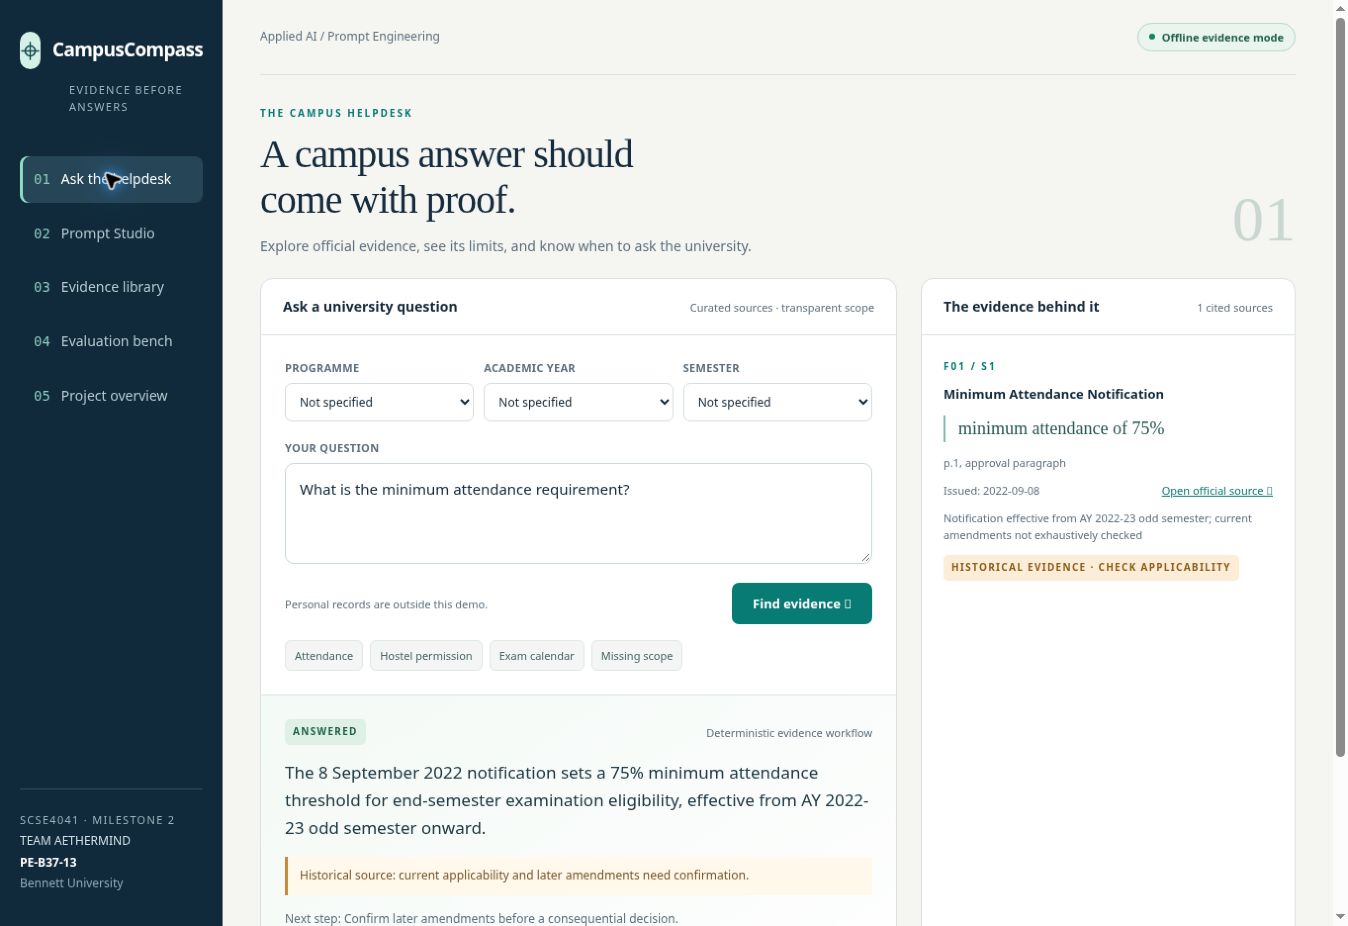 CampusCompass
EVIDENCE BEFORE
ANSWERS
01 Ask the Helpdesk
02 Prompt Studio
03 Evidence library
04 Evaluation bench
05 Project overview
SCSE4041 · MILESTONE 2
TEAM AETHERMIND
PE-B37-13
Bennett University
Applied AI / Prompt Engineering
Offline evidence mode
THE CAMPUS HELPDESK
A campus answer should
come with proof.
Explore official evidence, see its limits, and know when to ask the university.
01
Ask a university question
Curated sources · transparent scope
PROGRAMME
ACADEMIC YEAR
SEMESTER
Not specified
Not specified
Not specified
YOUR QUESTION
What is the minimum attendance requirement?
Personal records are outside this demo.
Find evidence
Attendance
Hostel permission
Exam calendar
Missing scope
ANSWERED
Deterministic evidence workflow
The 8 September 2022 notification sets a 75% minimum attendance
threshold for end-semester examination eligibility, effective from AY 2022-
23 odd semester onward.
Historical source: current applicability and later amendments need confirmation.
Next step: Confirm later amendments before a consequential decision.
The evidence behind it
1 cited sources
F01 / S1
Minimum Attendance Notification
minimum attendance of 75%
p.1, approval paragraph
Issued: 2022-09-08
Open official source
Notification effective from AY 2022-23 odd semester; current
amendments not exhaustively checked
HISTORICAL EVIDENCE · CHECK APPLICABILITY